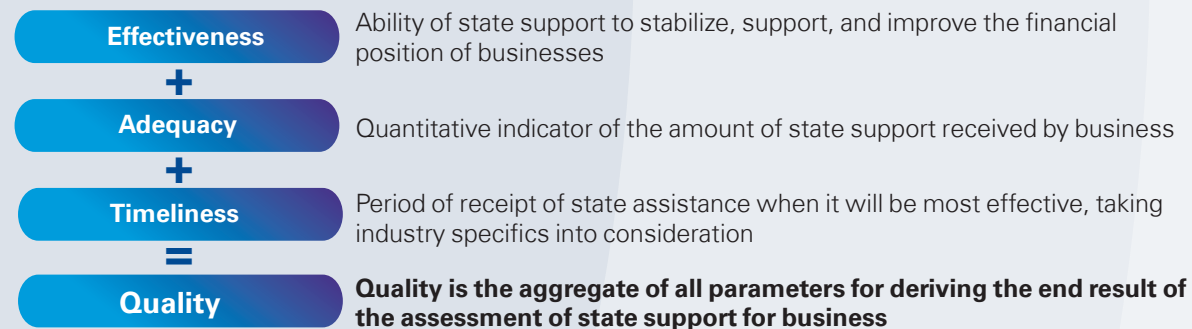 Effectiveness
Ability of state support to stabilize, support, and improve the financial
position of businesses
+
Adequacy
Quantitative indicator of the amount of state support received by business
+
Timeliness
Period of receipt of state assistance when it will be most effective, taking
industry specifics into consideration
=
Quality
Quality is the aggregate of all parameters for deriving the end result of
the assessment of state support for business